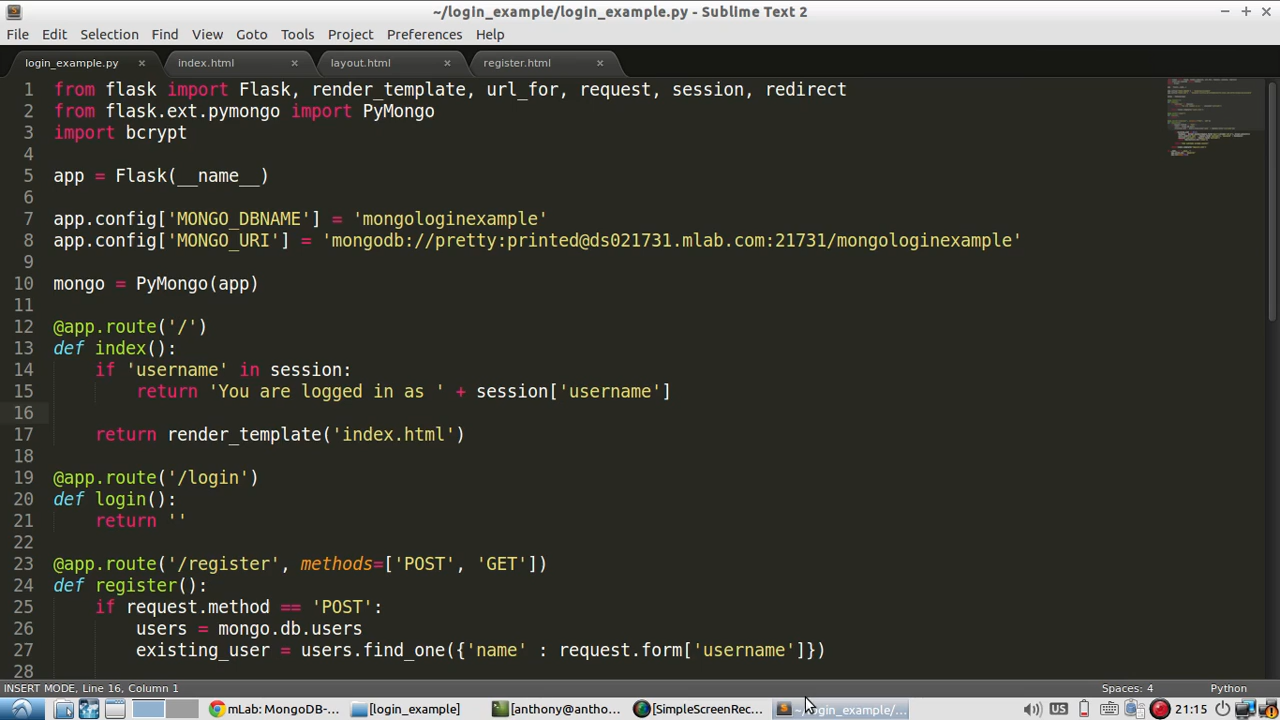 ~/login_example/login_example.py - Sublime Text 2
File Edit Selection Find View Goto Tools Project Preferences Help
login_example.py × index.html × layout.html × register.html ×
1 from flask import Flask, render_template, url_for, request, session, redirect
2 from flask.ext.pymongo import PyMongo
3 import bcrypt
4
5 app = Flask(__name__)
6
7 app.config['MONGO_DBNAME'] = 'mongologinexample'
8 app.config['MONGO_URI'] = 'mongodb://pretty:printed@ds021731.mlab.com:21731/mongologinexample'
9
10 mongo = PyMongo(app)
11
12 @app.route('/')
13 def index():
14     if 'username' in session:
15         return 'You are logged in as ' + session['username']
16
17     return render_template('index.html')
18
19 @app.route('/login')
20 def login():
21     return ''
22
23 @app.route('/register', methods=['POST', 'GET'])
24 def register():
25     if request.method == 'POST':
26         users = mongo.db.users
27         existing_user = users.find_one({'name' : request.form['username']})
28
INSERT MODE, Line 16, Column 1 Spaces: 4 Python
mLab: MongoDB-... [login_example] [anthony@antho... [SimpleScreenRec... ~/login_example/... US 21:15